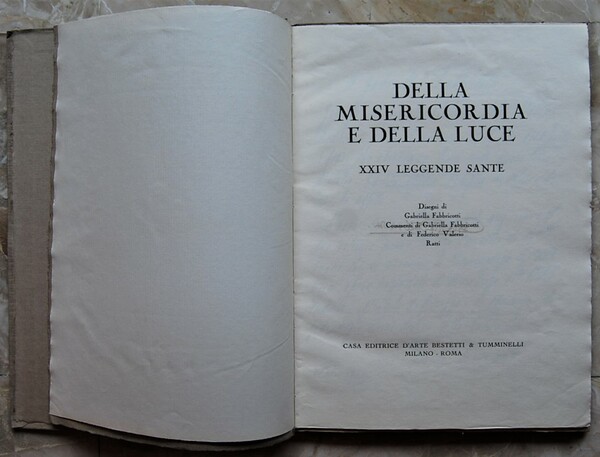 DELLA
MISERICORDIA
E DELLA LUCE
XXIV LEGGENDE SANTE
Disegni di
Gabriella Fabbricotti
Commenti di Gabriella Fabbricotti
e di Federico Valerio
Ratti
CASA EDITRICE D'ARTE BESTETTI & TUMMINELLI
MILANO - ROMA